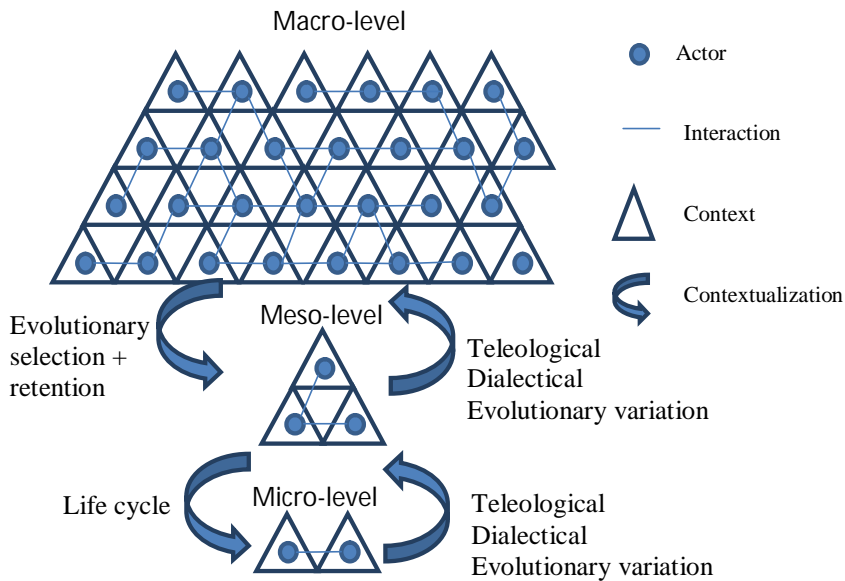 Macro-level
Actor
Interaction
Context
Contextualization
Evolutionary
selection +
retention
Meso-level
Teleological
Dialectical
Evolutionary variation
Life cycle
Micro-level
Teleological
Dialectical
Evolutionary variation